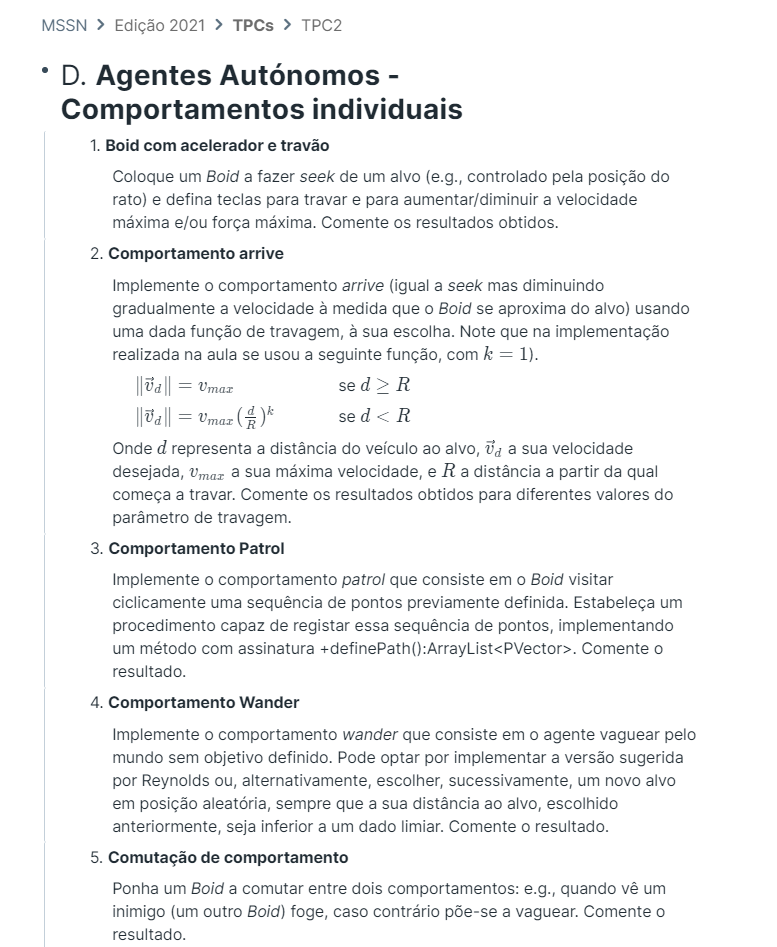 MSSN > Edição 2021 > TPCs > TPC2
• D. Agentes Autónomos -
Comportamentos individuais
1. Boid com acelerador e travão
Coloque um Boid a fazer seek de um alvo (e.g., controlado pela posição do
rato) e defina teclas para travar e para aumentar/diminuir a velocidade
máxima e/ou força máxima. Comente os resultados obtidos.
2. Comportamento arrive
Implemente o comportamento arrive (igual a seek mas diminuindo
gradualmente a velocidade à medida que o Boid se aproxima do alvo) usando
uma dada função de travagem, à sua escolha. Note que na implementação
realizada na aula se usou a seguinte função, com k = 1).
‖v⃗_d‖ = v_max se d ≥ R
‖v⃗_d‖ = v_max(d/R)^k se d < R
Onde d representa a distância do veículo ao alvo, v⃗_d a sua velocidade
desejada, v_max a sua máxima velocidade, e R a distância a partir da qual
começa a travar. Comente os resultados obtidos para diferentes valores do
parâmetro de travagem.
3. Comportamento Patrol
Implemente o comportamento patrol que consiste em o Boid visitar
ciclicamente uma sequência de pontos previamente definida. Estabeleça um
procedimento capaz de registar essa sequência de pontos, implementando
um método com assinatura +definePath():ArrayList<PVector>. Comente o
resultado.
4. Comportamento Wander
Implemente o comportamento wander que consiste em o agente vaguear pelo
mundo sem objetivo definido. Pode optar por implementar a versão sugerida
por Reynolds ou, alternativamente, escolher, sucessivamente, um novo alvo
em posição aleatória, sempre que a sua distância ao alvo, escolhido
anteriormente, seja inferior a um dado limiar. Comente o resultado.
5. Comutação de comportamento
Ponha um Boid a comutar entre dois comportamentos: e.g., quando vê um
inimigo (um outro Boid) foge, caso contrário põe-se a vaguear. Comente o
resultado.